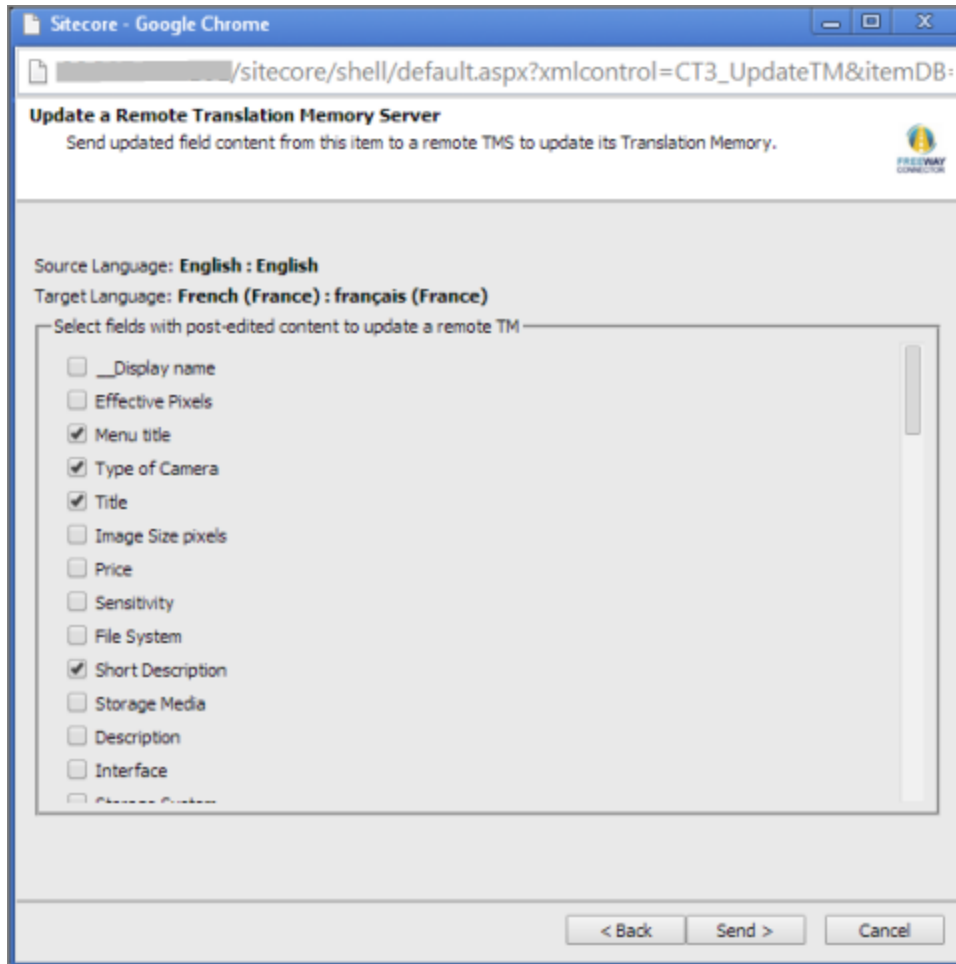 Sitecore - Google Chrome
/sitecore/shell/default.aspx?xmlcontrol=CT3_UpdateTM&itemDB=
Update a Remote Translation Memory Server
Send updated field content from this item to a remote TMS to update its Translation Memory.
FREEWAY
CONNECTOR
Source Language: English : English
Target Language: French (France) : français (France)
Select fields with post-edited content to update a remote TM
__Display name
Effective Pixels
Menu title
Type of Camera
Title
Image Size pixels
Price
Sensitivity
File System
Short Description
Storage Media
Description
Interface
Storage System
< Back
Send >
Cancel